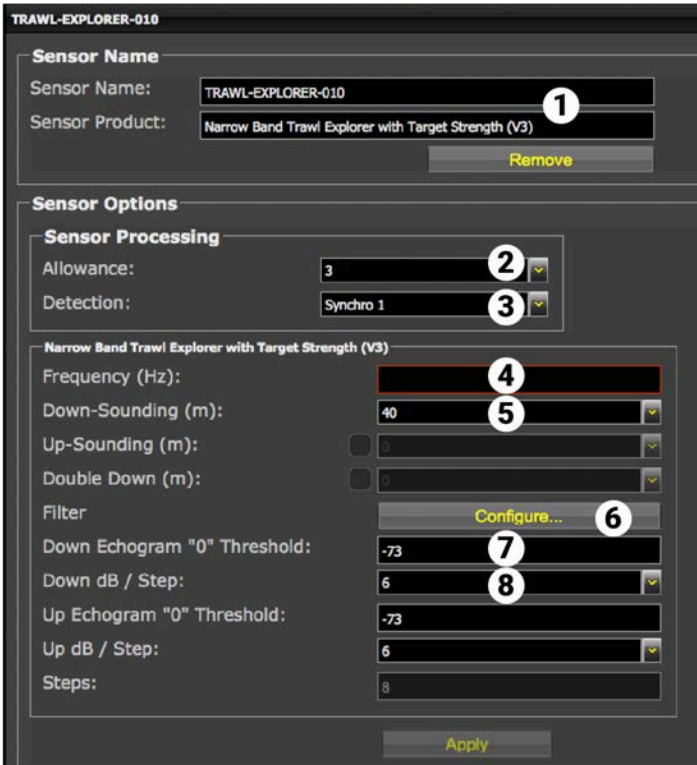 TRAWL-EXPLORER-010
Sensor Name
Sensor Name: TRAWL-EXPLORER-010
1
Sensor Product: Narrow Band Trawl Explorer with Target Strength (V3)
Remove
Sensor Options
Sensor Processing
Allowance: 3 2
Detection: Synchro 1 3
Narrow Band Trawl Explorer with Target Strength (V3)
Frequency (Hz): 4
Down-Sounding (m): 40 5
Up-Sounding (m): 0
Double Down (m): 0
Filter Configure... 6
Down Echogram "0" Threshold: -73 7
Down dB / Step: 6 8
Up Echogram "0" Threshold: -73
Up dB / Step: 6
Steps: 8
Apply